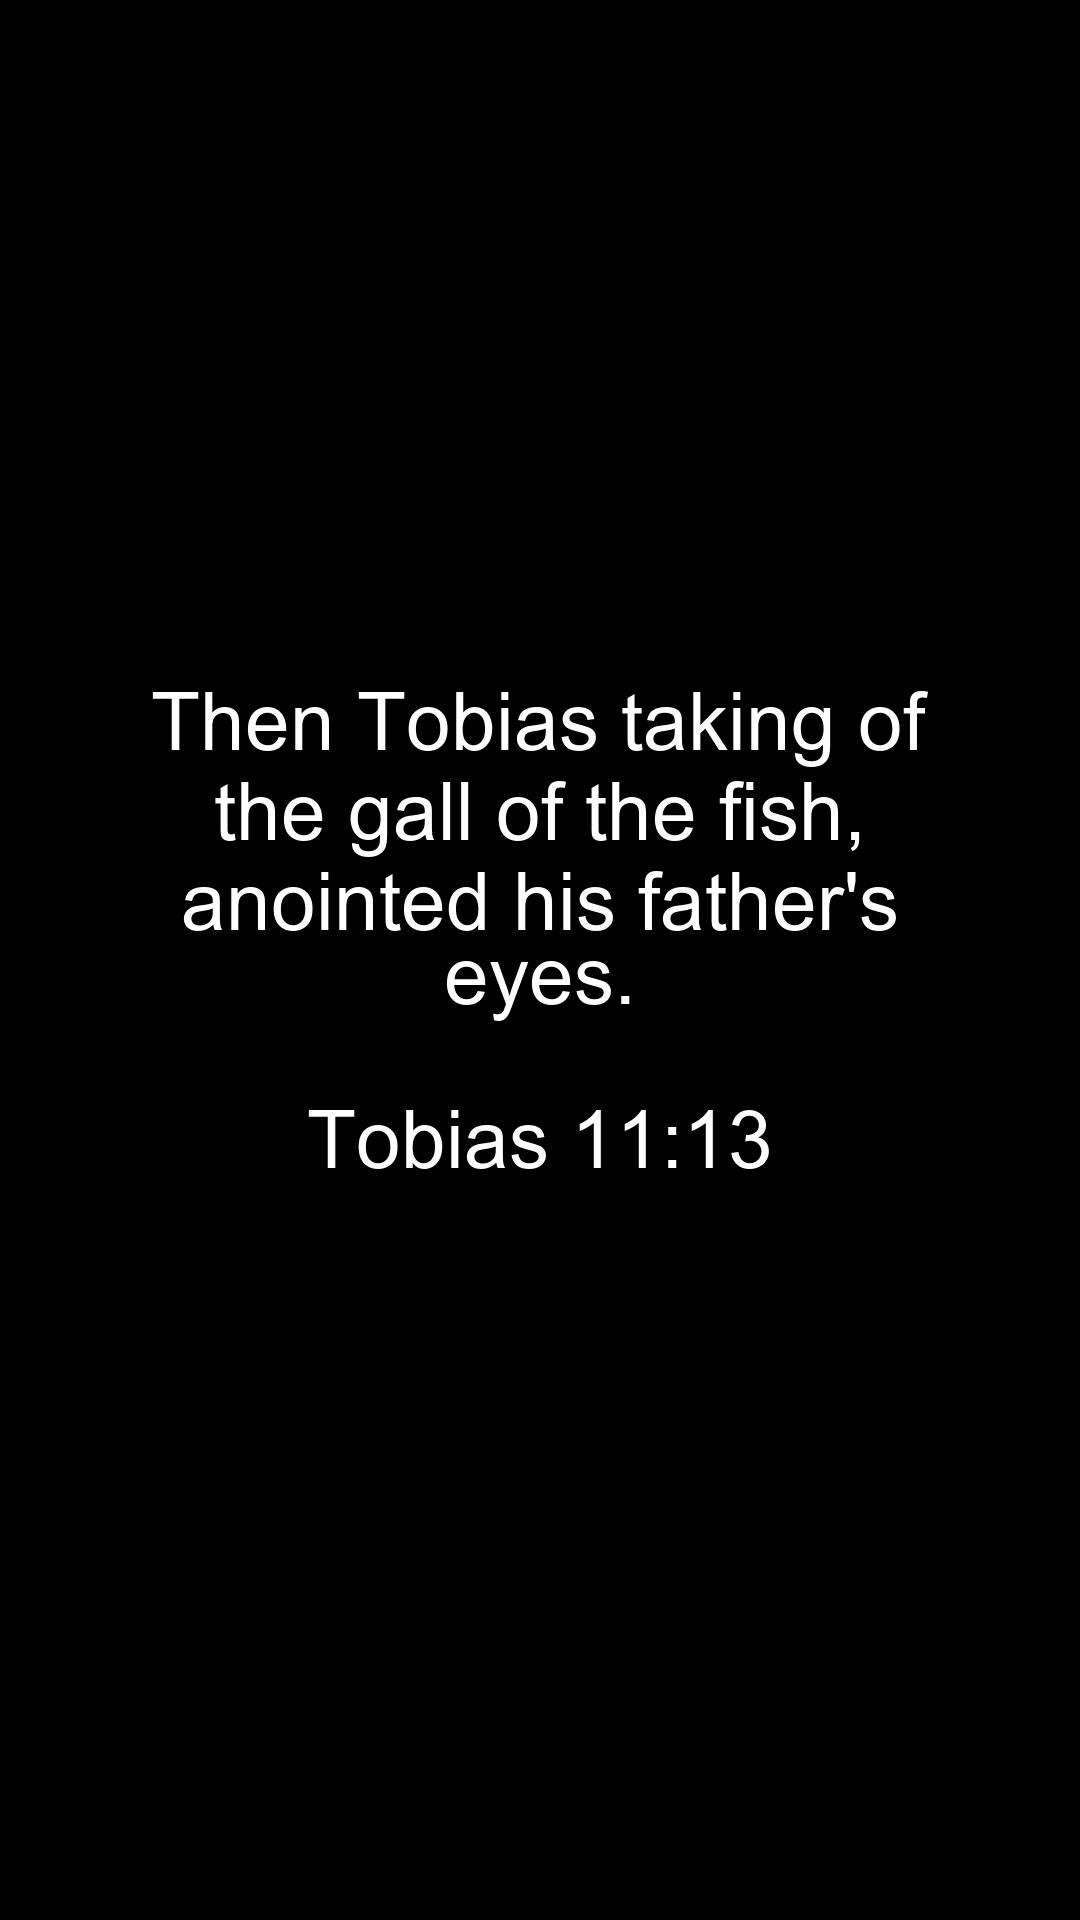 Then Tobias taking of
the gall of the fish,
anointed his father's
eyes.
Tobias 11:13